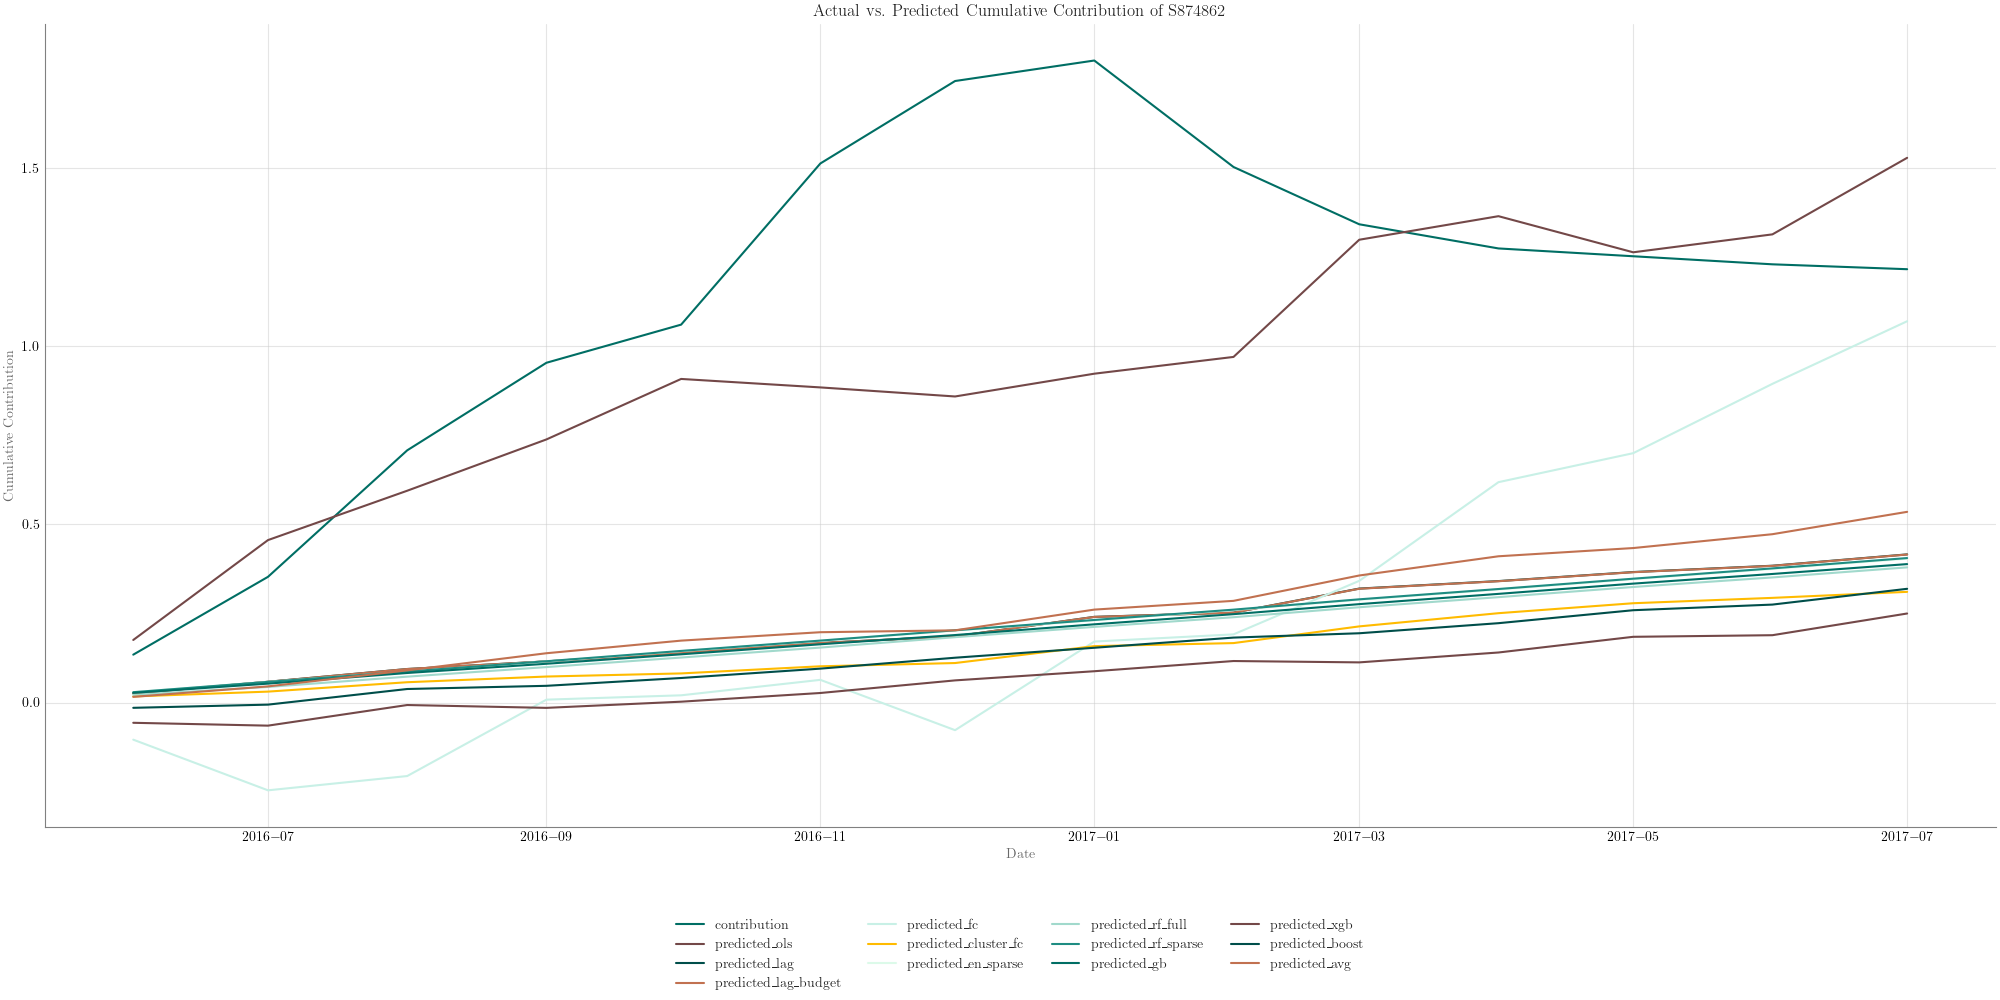 Actual vs. Predicted Cumulative Contribution of S874862
Cumulative Contribution
1.5
1.0
0.5
0.0
2016−07 2016−09 2016−11 2017−01 2017−03 2017−05 2017−07
Date
contribution predicted_fc predicted_rf_full predicted_xgb
predicted_ols predicted_cluster_fc predicted_rf_sparse predicted_boost
predicted_lag predicted_en_sparse predicted_gb predicted_avg
predicted_lag_budget